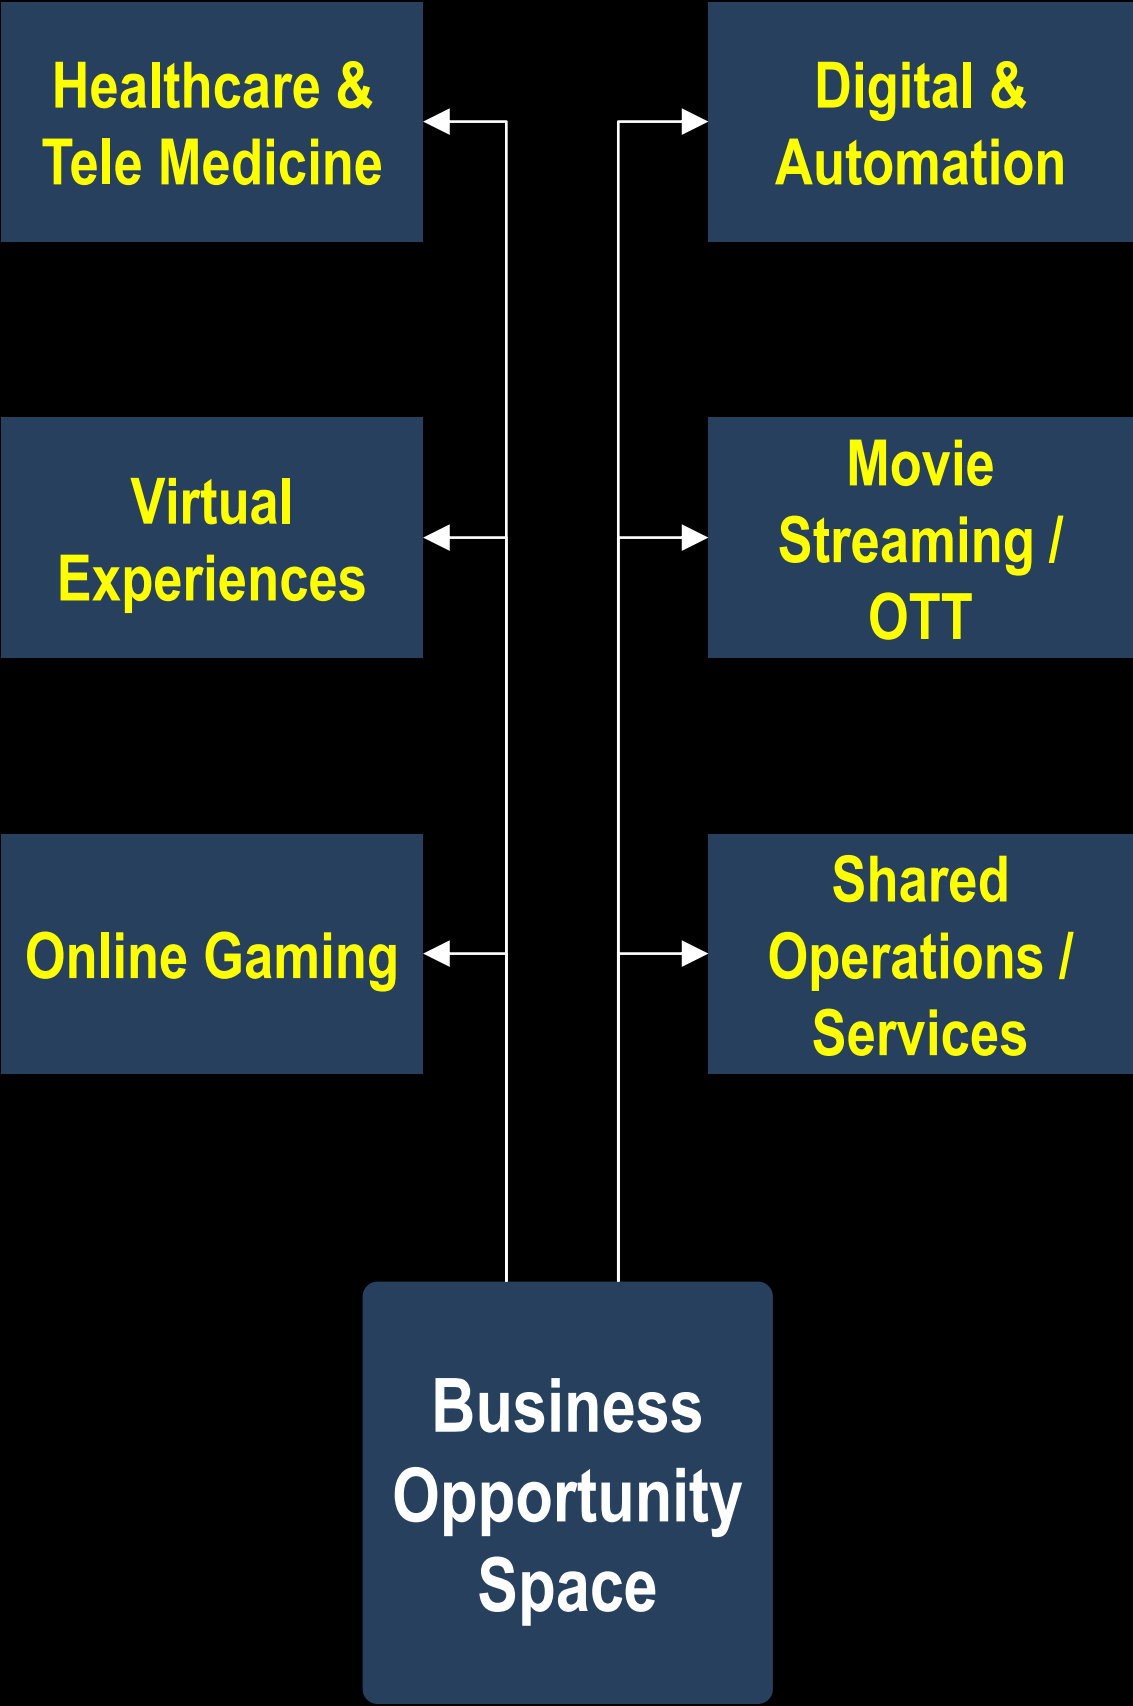 Healthcare &
Tele Medicine
Digital &
Automation
Virtual
Experiences
Movie
Streaming /
OTT
Online Gaming
Shared
Operations /
Services
Business
Opportunity
Space